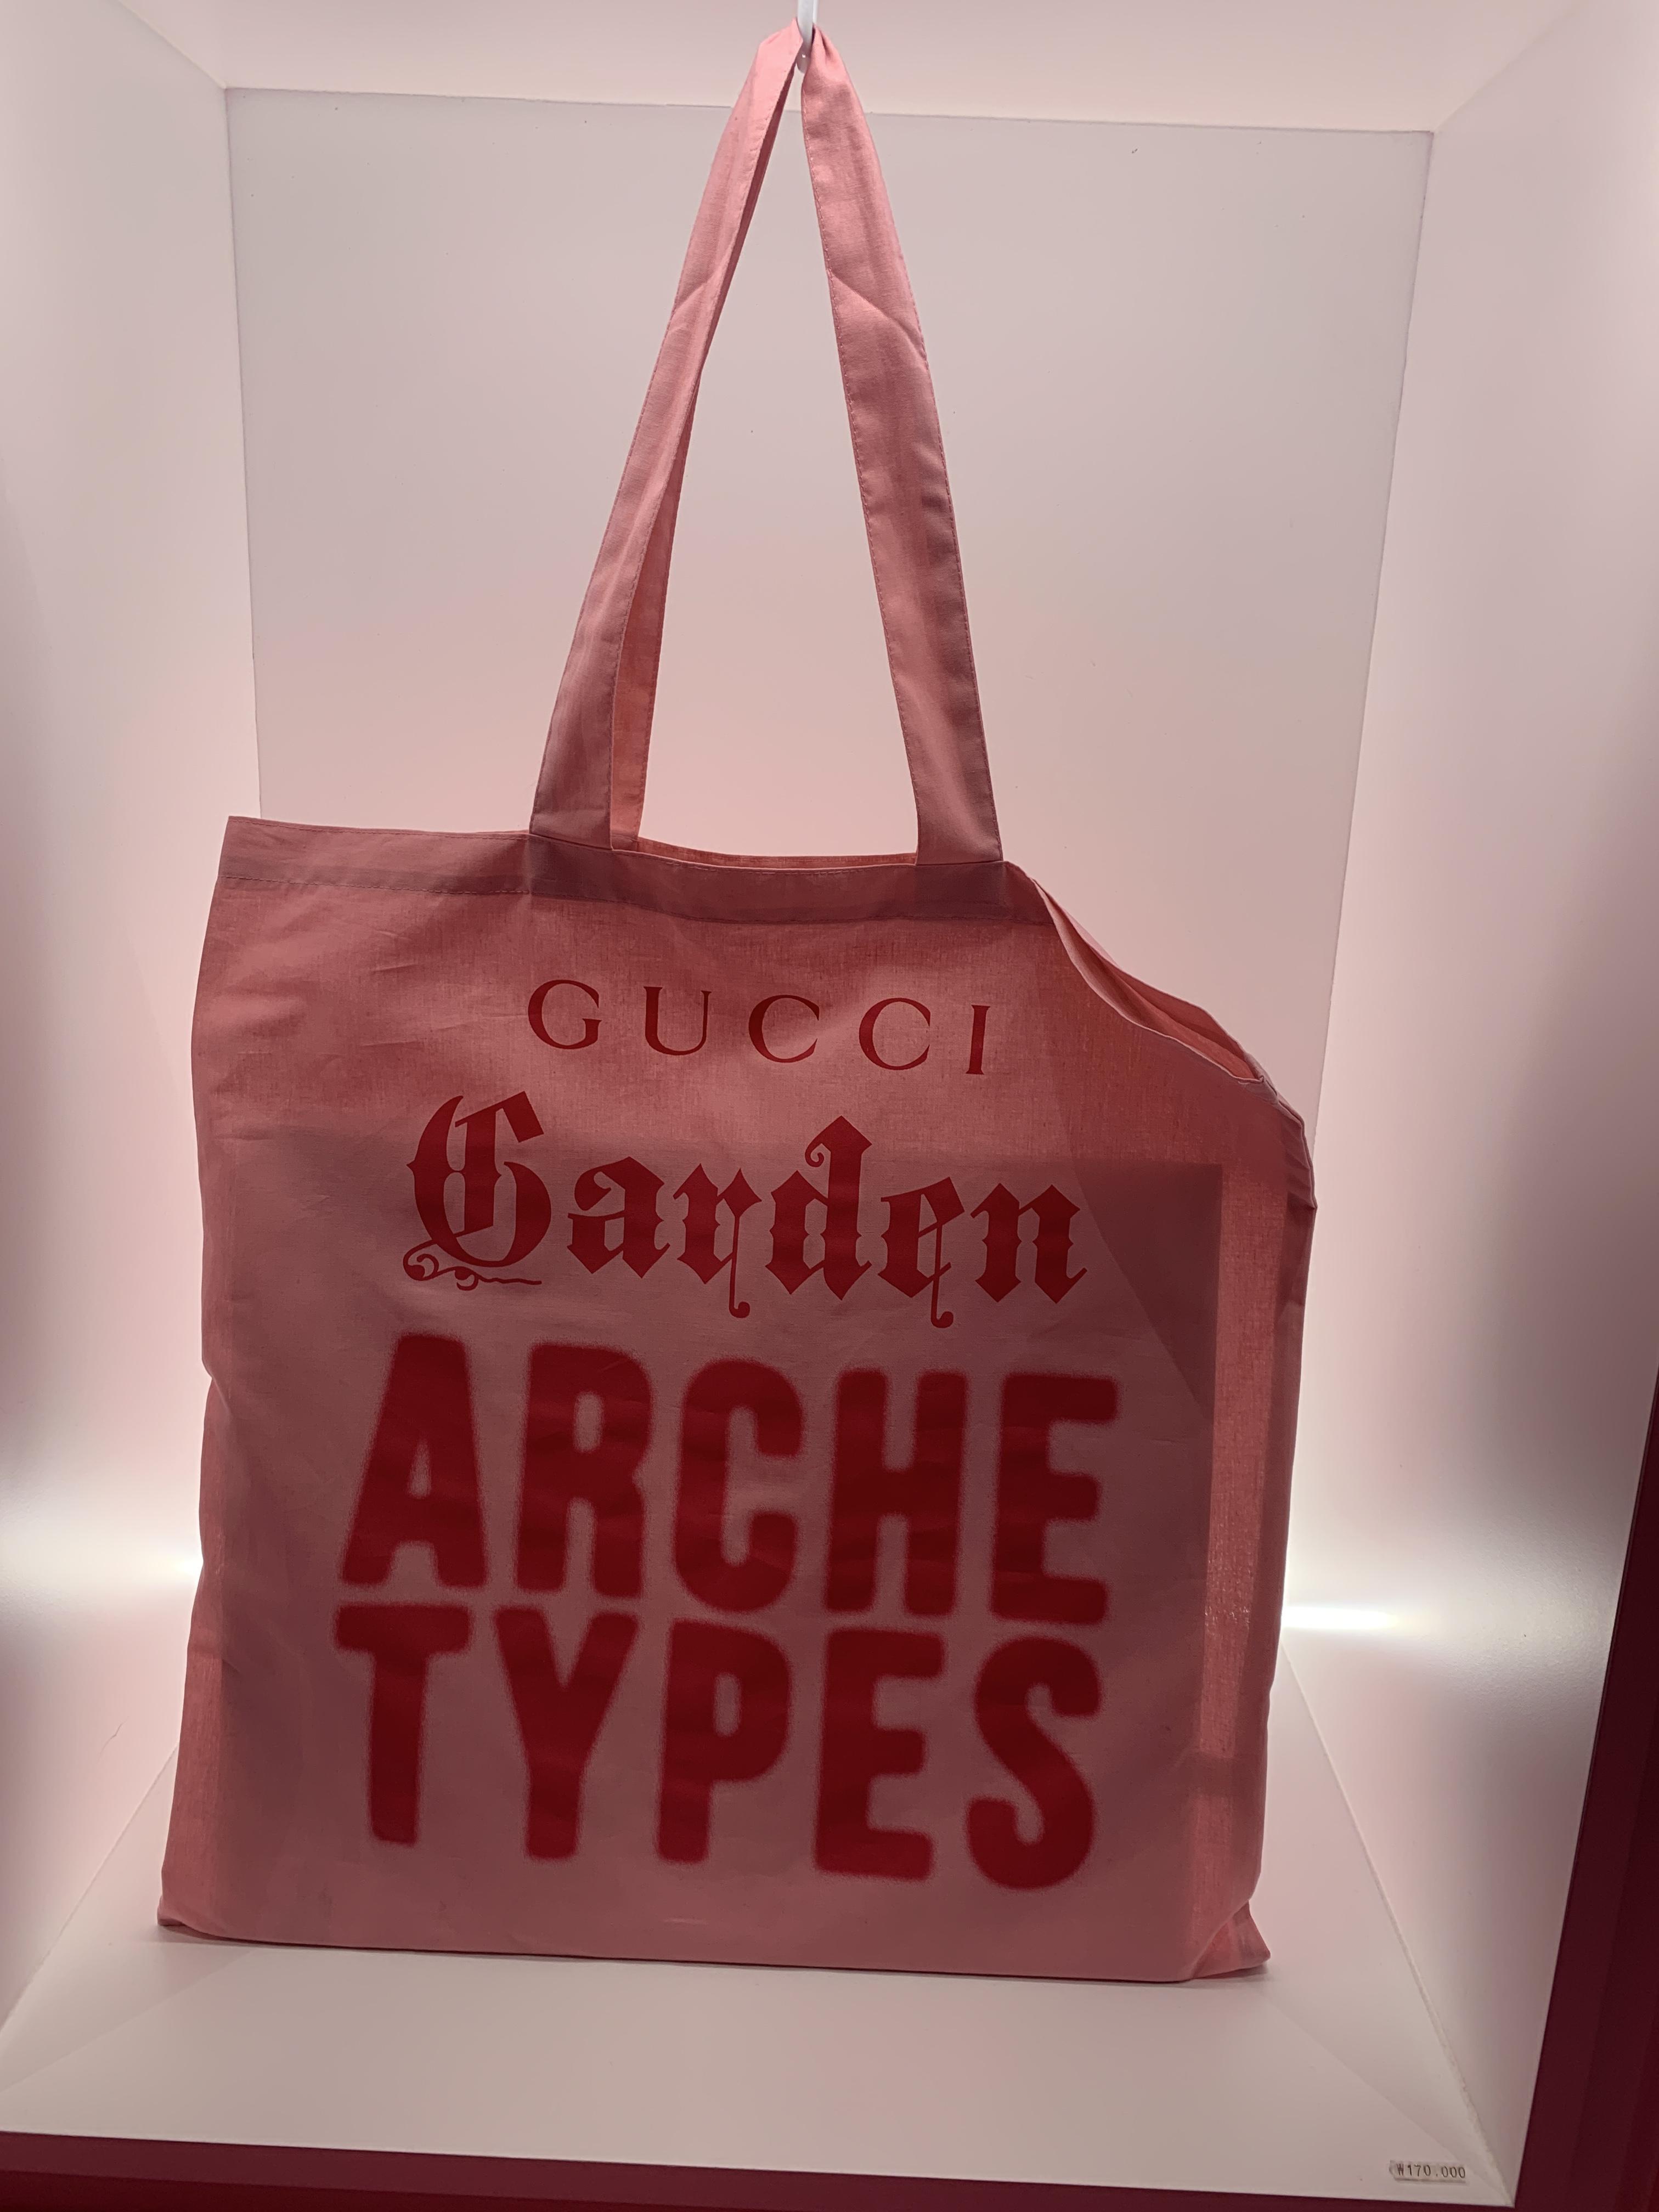 GUCCI
Garden
ARCHE
TYPES
₩170.000